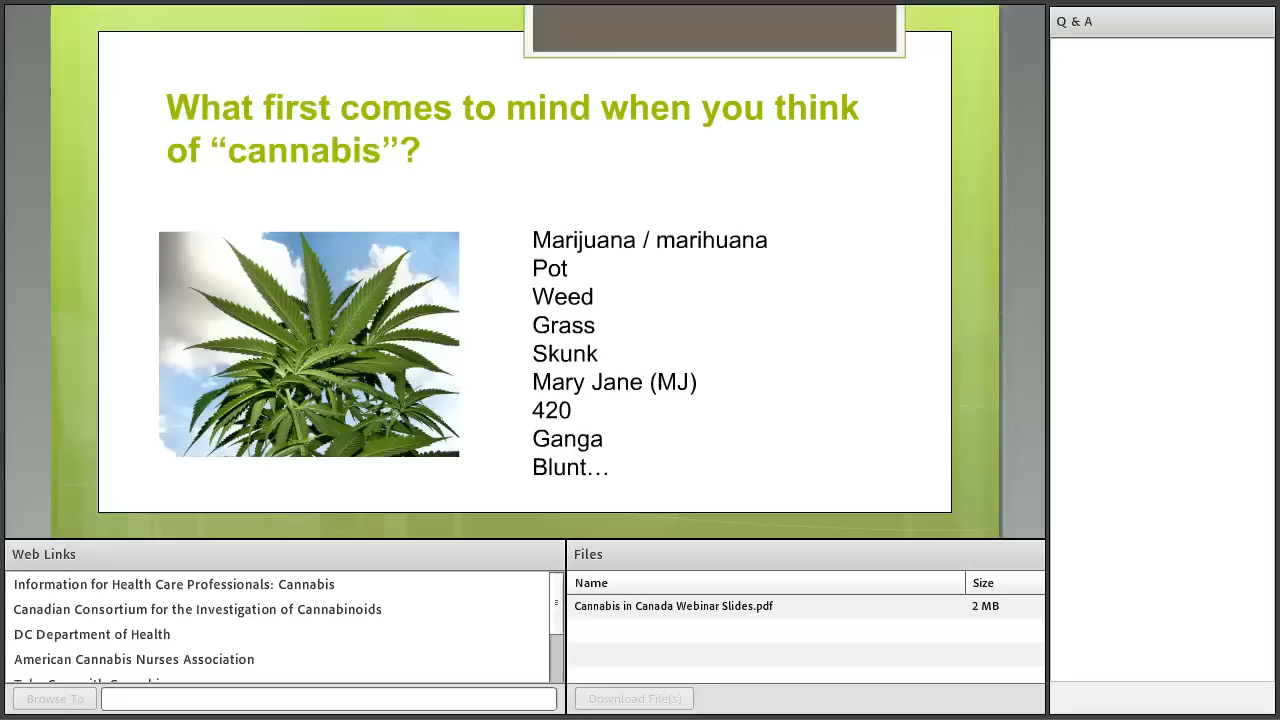 Q & A
What first comes to mind when you think
of “cannabis”?
Marijuana / marihuana
Pot
Weed
Grass
Skunk
Mary Jane (MJ)
420
Ganga
Blunt…
Web Links
Information for Health Care Professionals: Cannabis
Canadian Consortium for the Investigation of Cannabinoids
DC Department of Health
American Cannabis Nurses Association
Browse To
Files
Name Size
Cannabis in Canada Webinar Slides.pdf 2 MB
Download File(s)